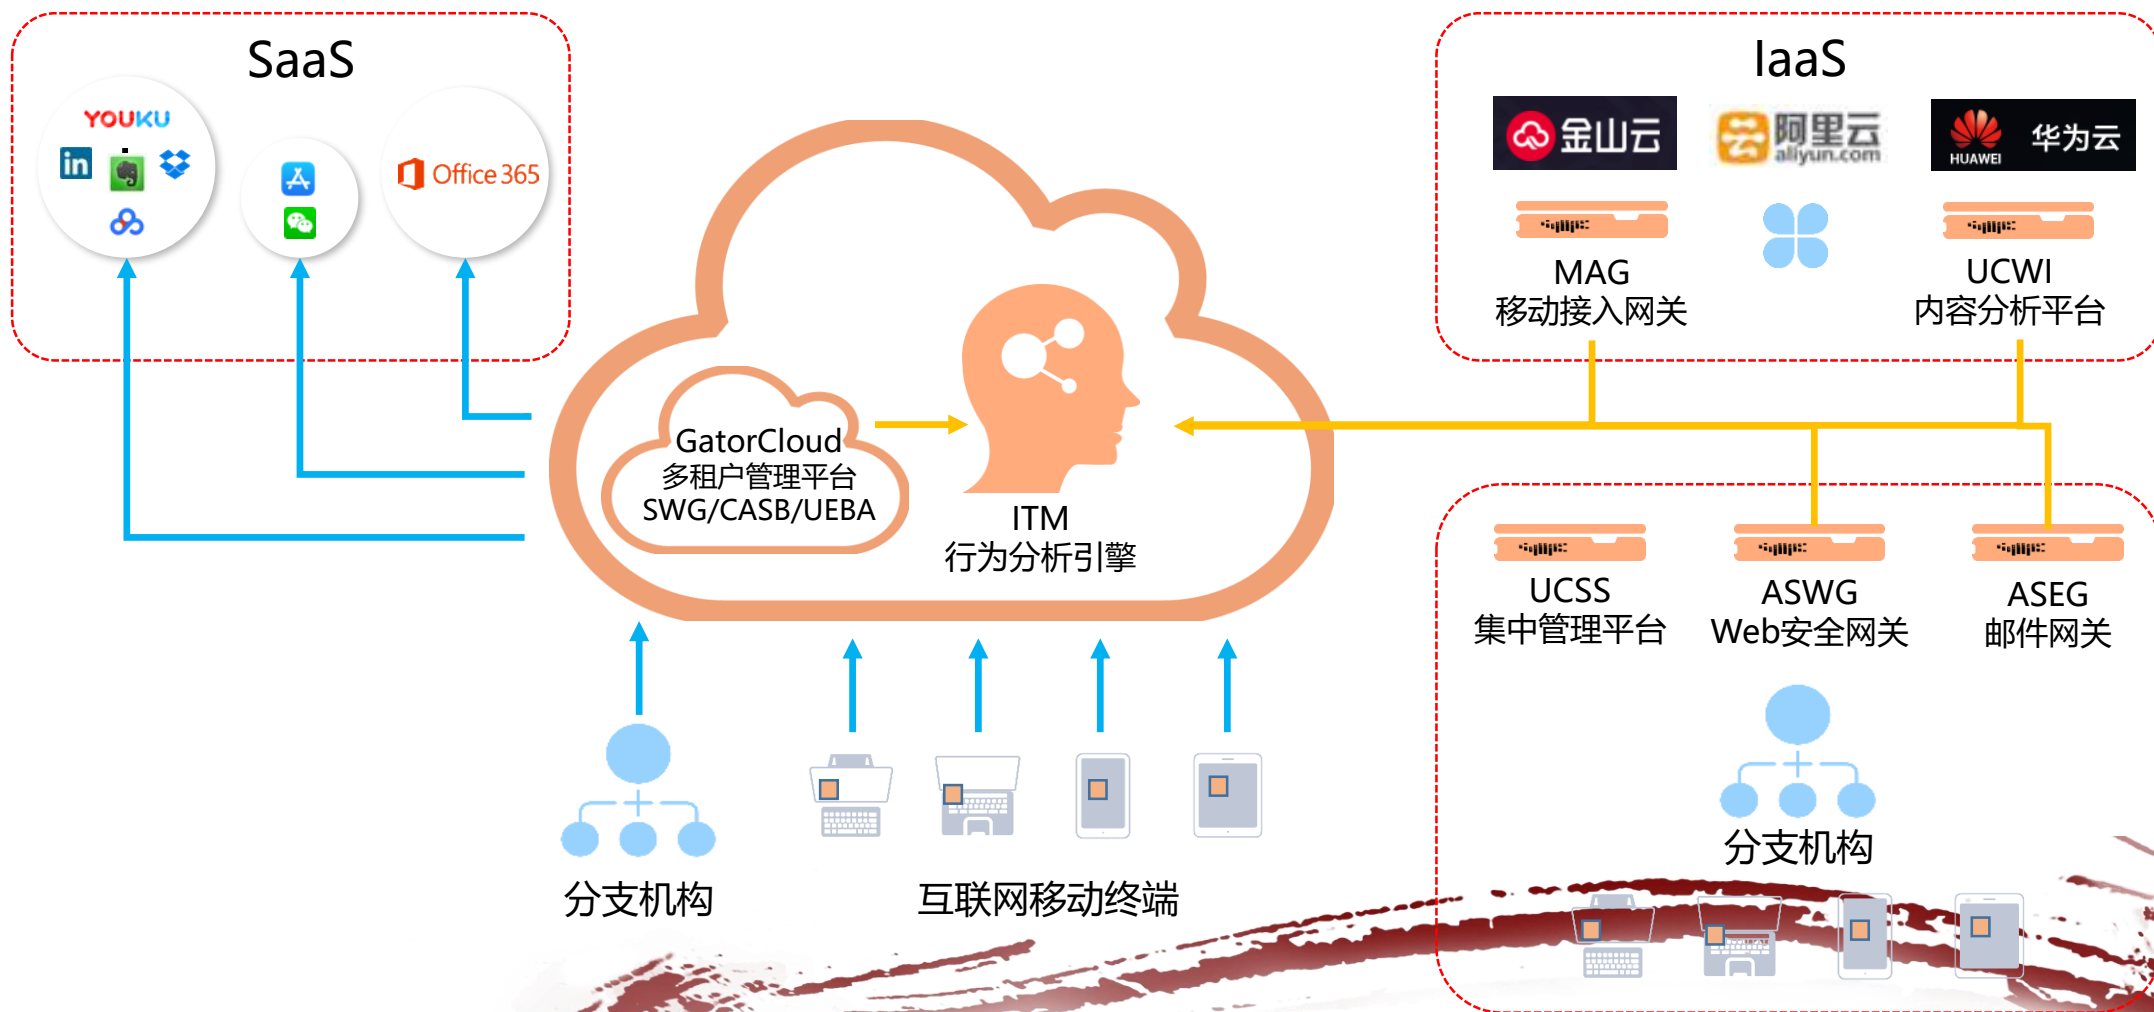 SaaS
YOUKU
in
Office 365
IaaS
金山云
阿里云
aliyun.com
HUAWEI
华为云
MAG
移动接入网关
UCWI
内容分析平台
GatorCloud
多租户管理平台
SWG/CASB/UEBA
ITM
行为分析引擎
UCSS
集中管理平台
ASWG
Web安全网关
ASEG
邮件网关
分支机构
互联网移动终端
分支机构